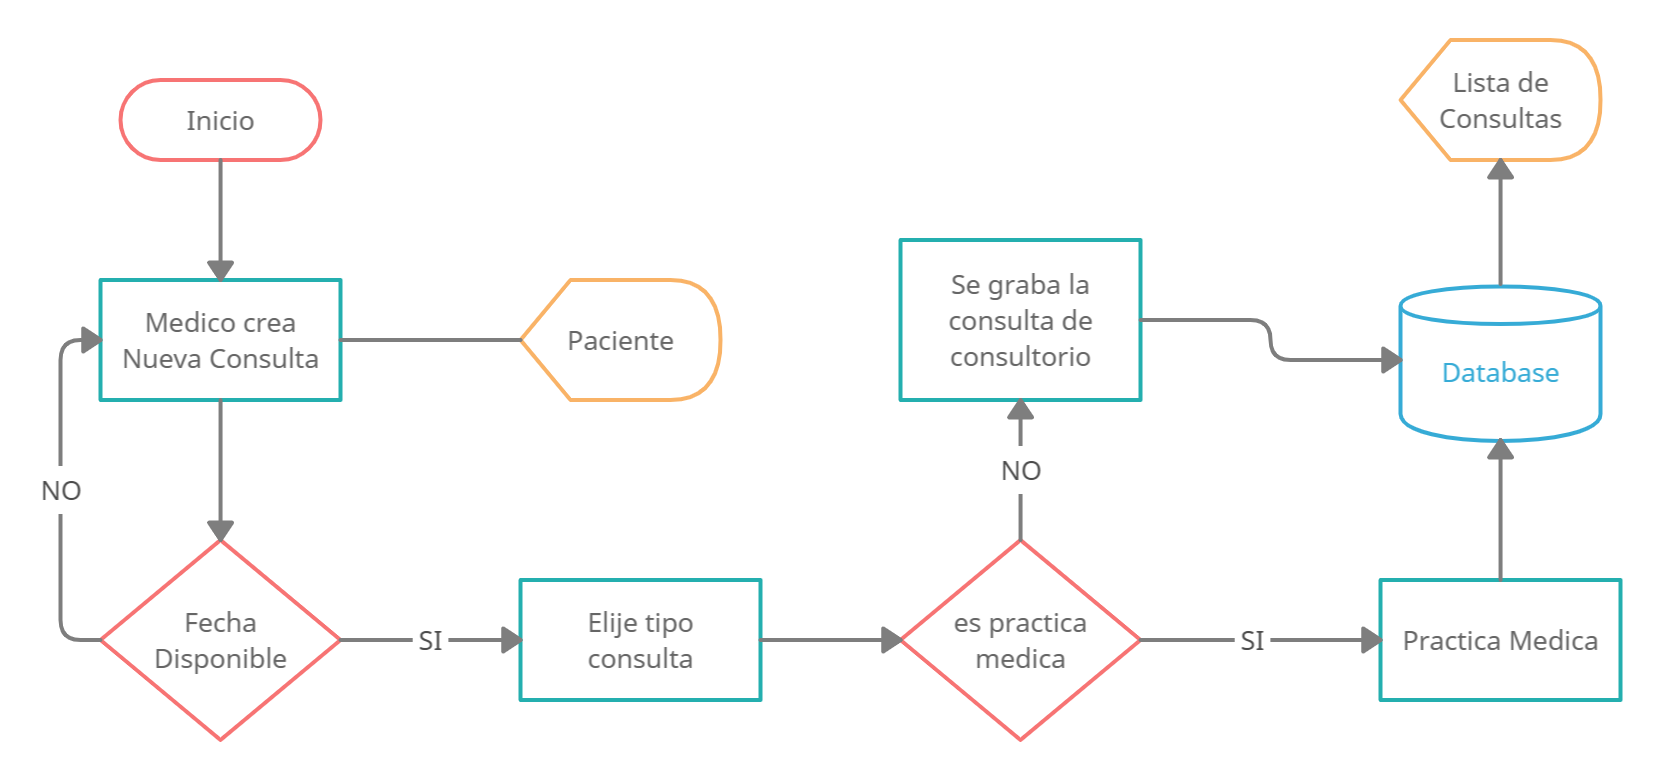 Inicio
Medico crea
Nueva Consulta
Paciente
NO
Fecha
Disponible
SI
Elije tipo
consulta
es practica
medica
NO
Se graba la
consulta de
consultorio
SI
Practica Medica
Database
Lista de
Consultas